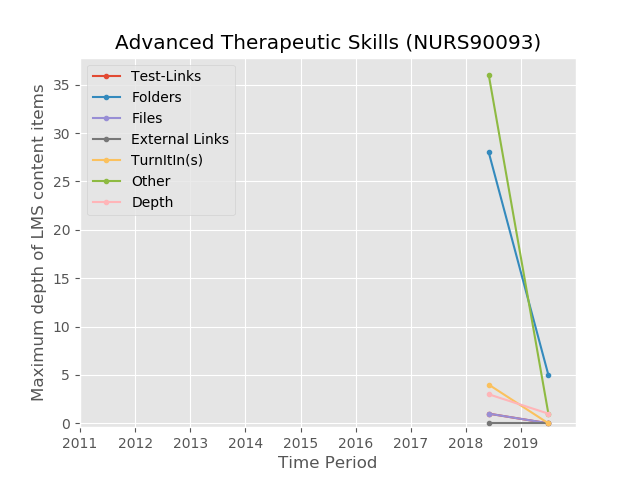 Advanced Therapeutic Skills (NURS90093)
Maximum depth of LMS content items
35
30
25
20
15
10
5
0
Test-Links
Folders
Files
External Links
TurnItIn(s)
Other
Depth
2011 2012 2013 2014 2015 2016 2017 2018 2019
Time Period